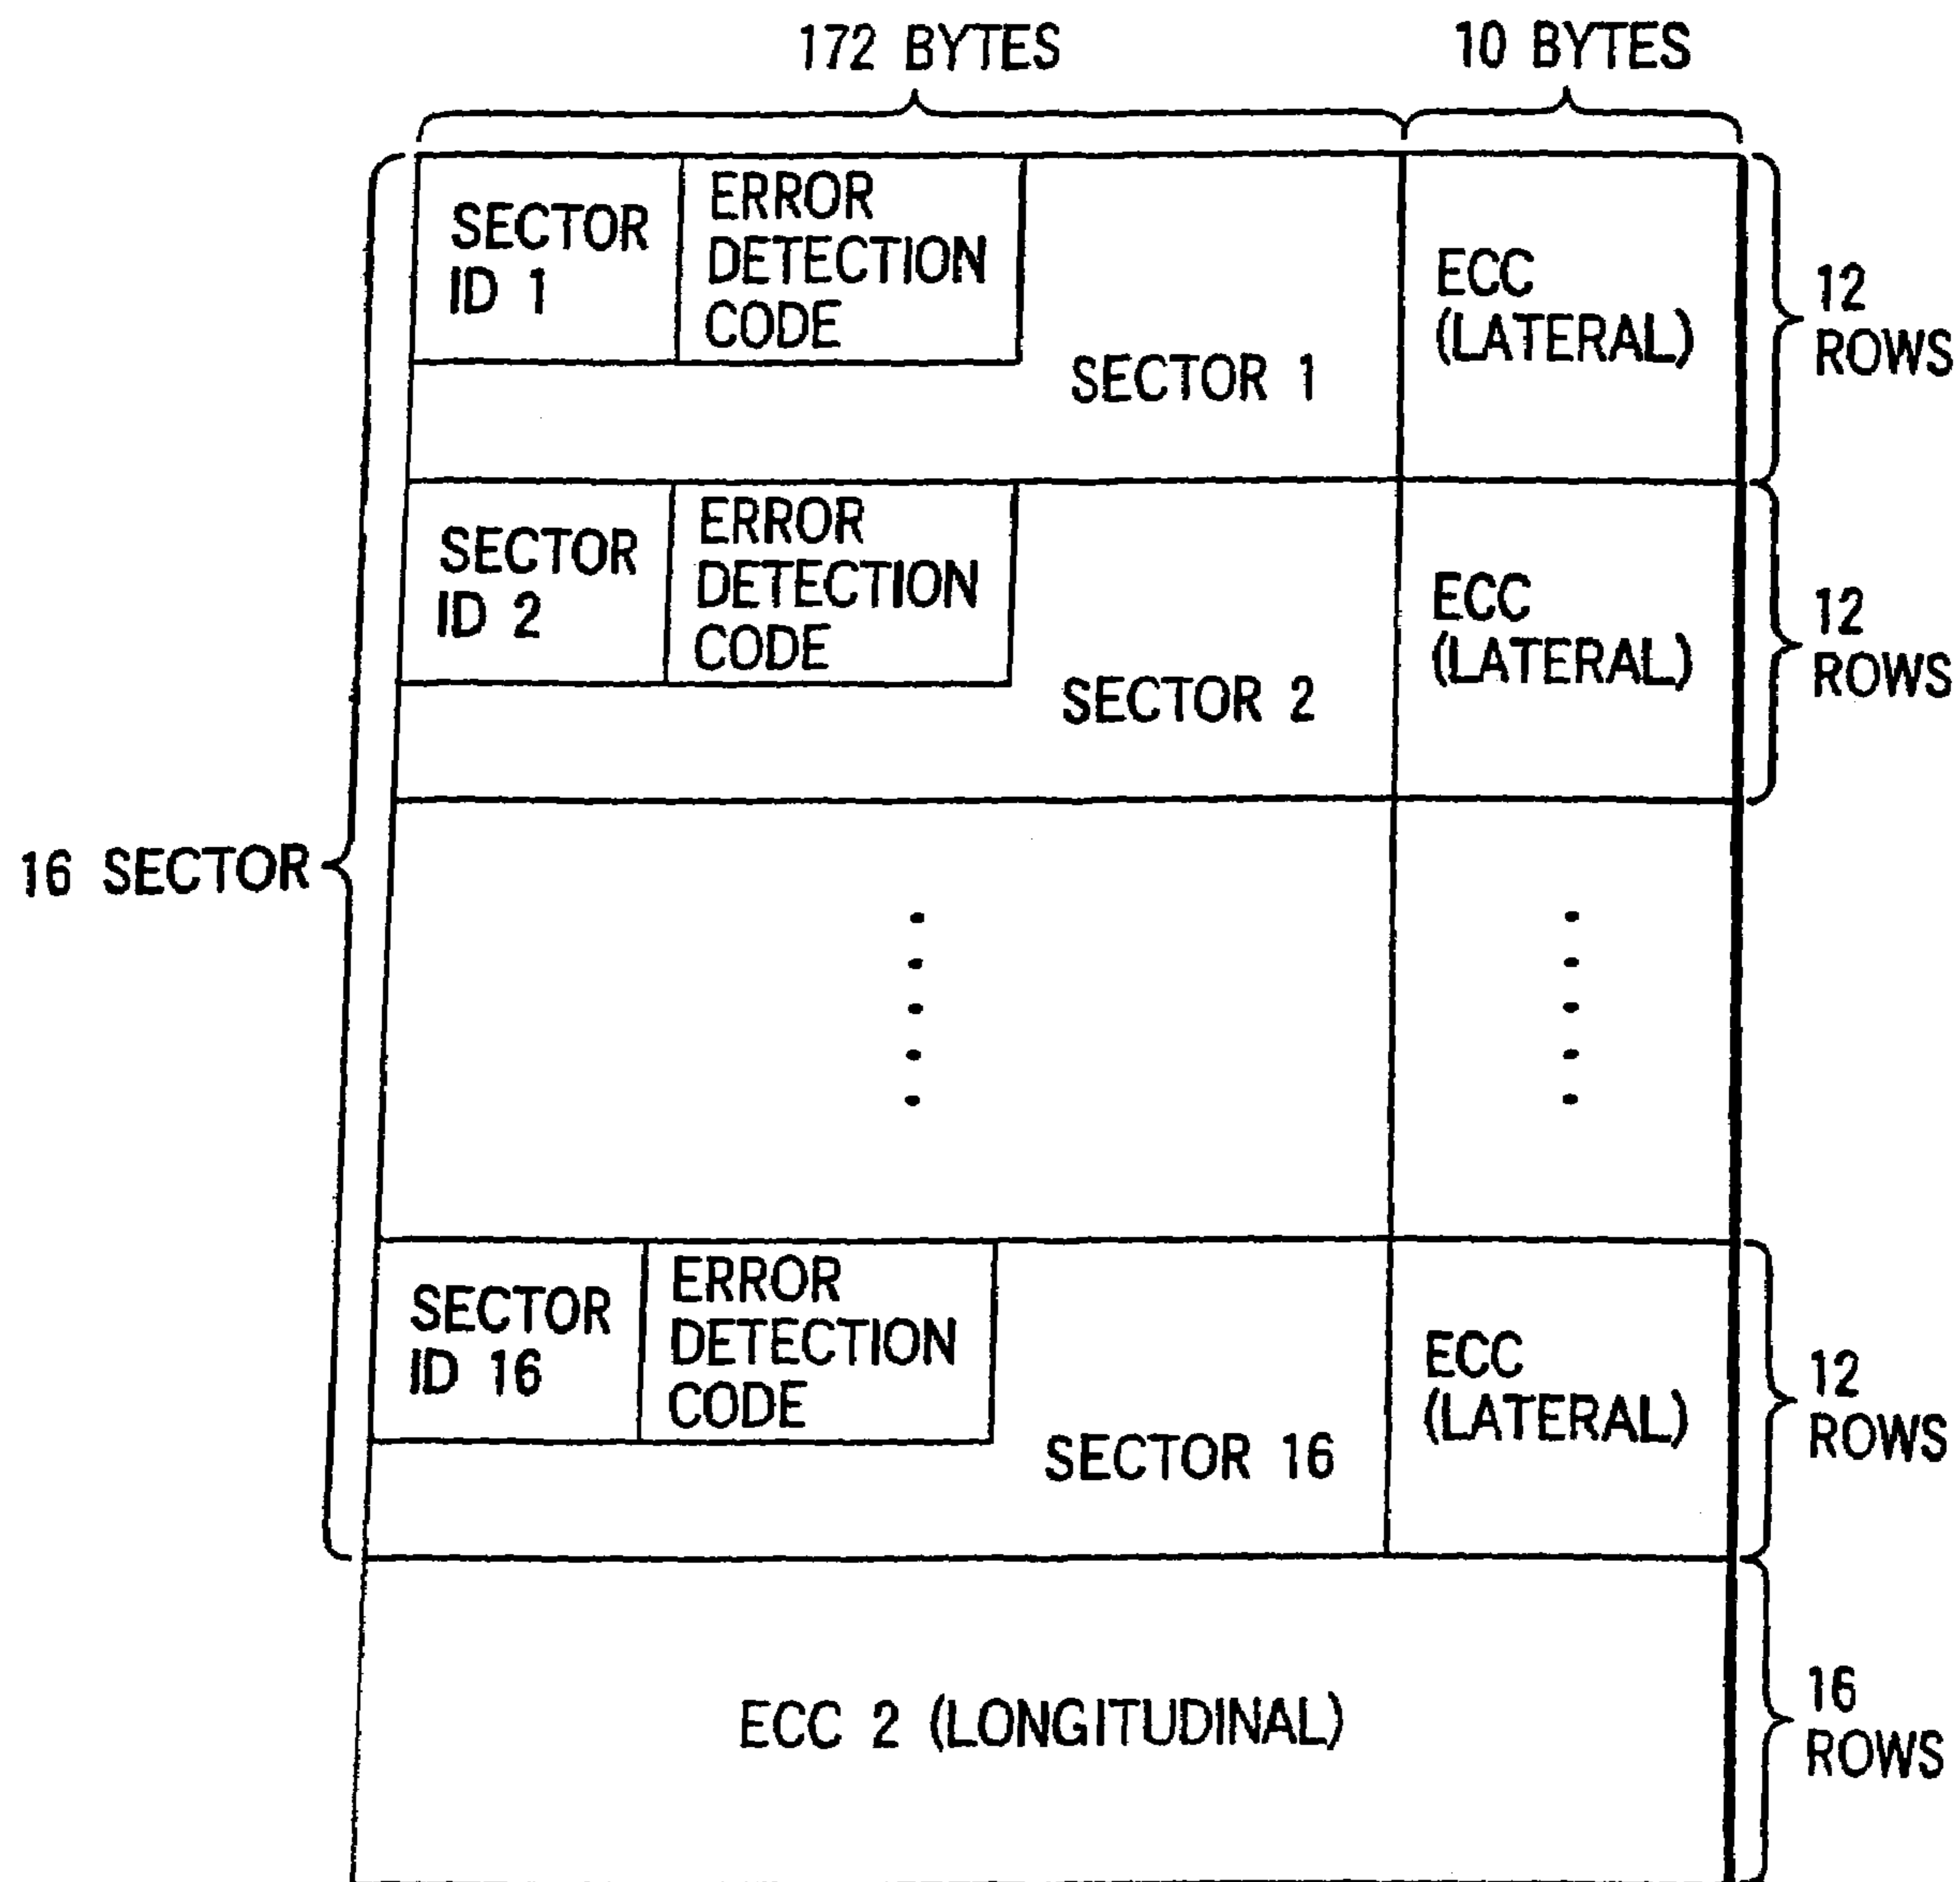 172 BYTES
10 BYTES
SECTOR
ID 1
ERROR
DETECTION
CODE
SECTOR 1
ECC
(LATERAL)
12
ROWS
SECTOR
ID 2
ERROR
DETECTION
CODE
SECTOR 2
ECC
(LATERAL)
12
ROWS
16 SECTOR
SECTOR
ID 16
ERROR
DETECTION
CODE
SECTOR 16
ECC
(LATERAL)
12
ROWS
ECC 2 (LONGITUDINAL)
16
ROWS